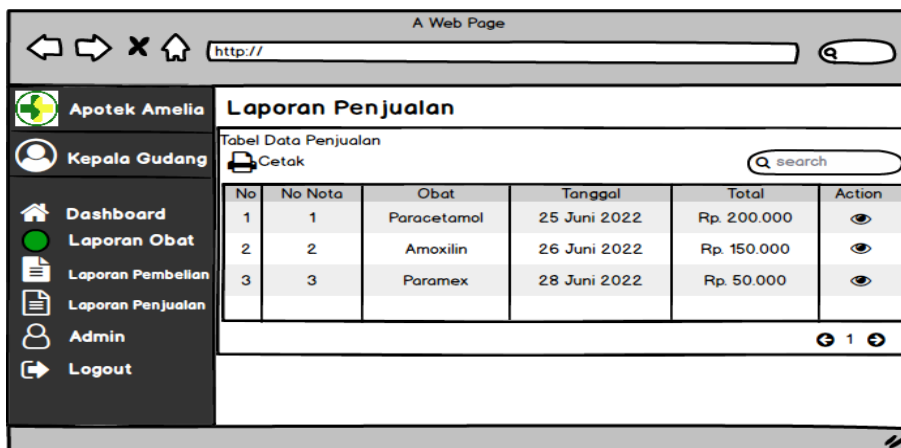 A Web Page
http://
Apotek Amelia
Kepala Gudang
Dashboard
Laporan Obat
Laporan Pembelian
Laporan Penjualan
Admin
Logout
Laporan Penjualan
Tabel Data Penjualan
Cetak
search
No No Nota Obat Tanggal Total Action
1 1 Paracetamol 25 Juni 2022 Rp. 200.000
2 2 Amoxilin 26 Juni 2022 Rp. 150.000
3 3 Paramex 28 Juni 2022 Rp. 50.000
1